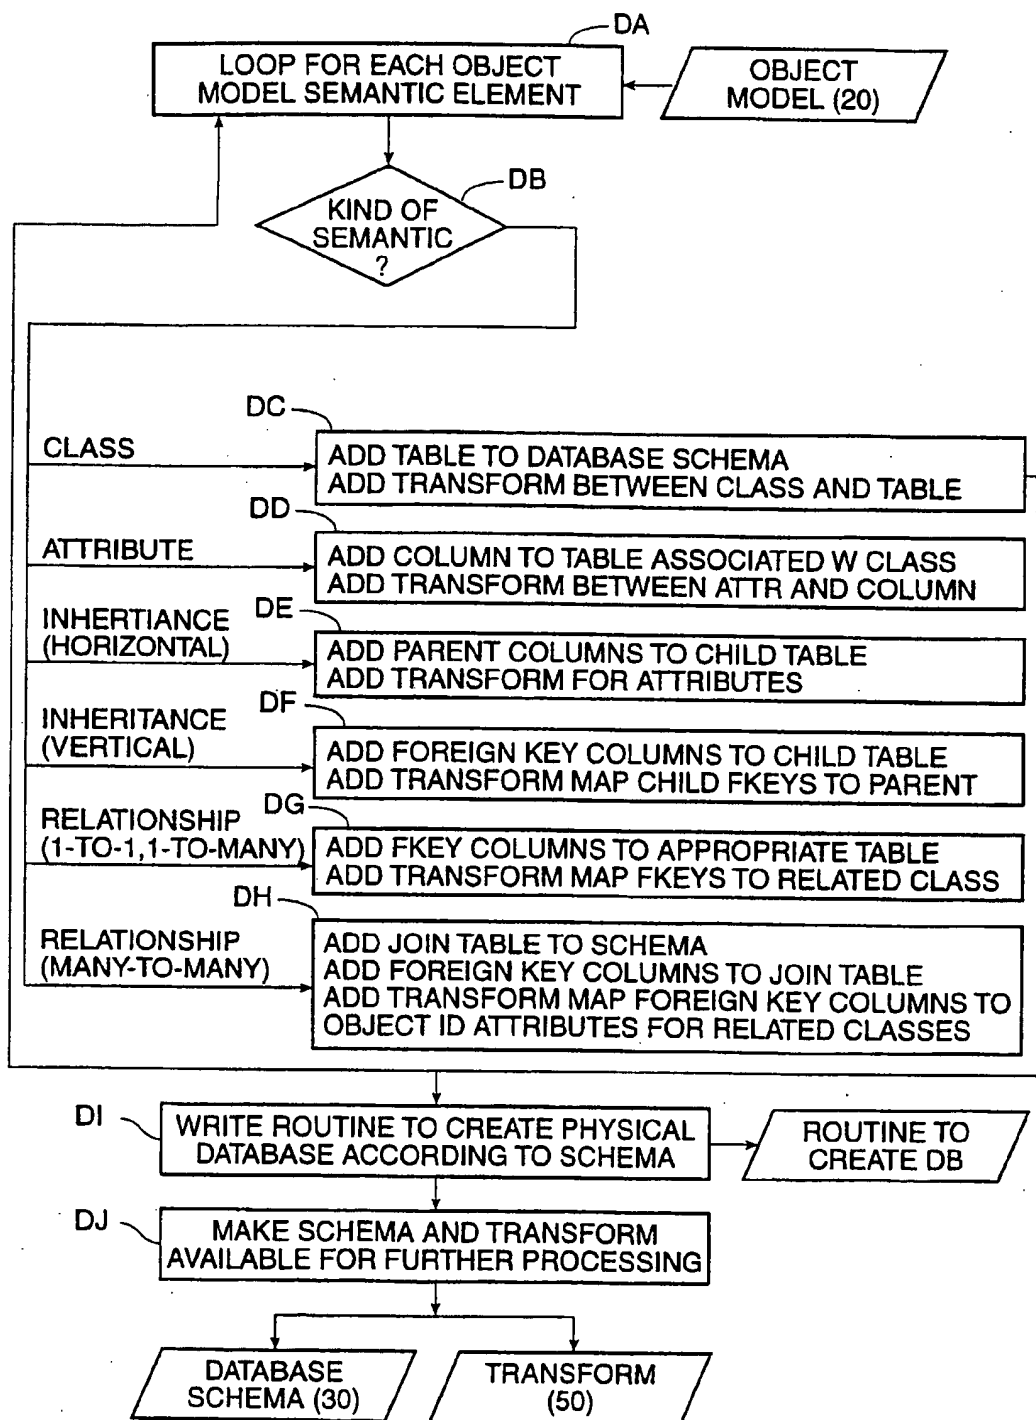 DA
LOOP FOR EACH OBJECT
MODEL SEMANTIC ELEMENT
OBJECT
MODEL (20)
DB
KIND OF
SEMANTIC
?
DC
CLASS
ADD TABLE TO DATABASE SCHEMA
ADD TRANSFORM BETWEEN CLASS AND TABLE
DD
ATTRIBUTE
ADD COLUMN TO TABLE ASSOCIATED W CLASS
ADD TRANSFORM BETWEEN ATTR AND COLUMN
DE
INHERTIANCE
(HORIZONTAL)
ADD PARENT COLUMNS TO CHILD TABLE
ADD TRANSFORM FOR ATTRIBUTES
DF
INHERITANCE
(VERTICAL)
ADD FOREIGN KEY COLUMNS TO CHILD TABLE
ADD TRANSFORM MAP CHILD FKEYS TO PARENT
DG
RELATIONSHIP
(1-TO-1,1-TO-MANY)
ADD FKEY COLUMNS TO APPROPRIATE TABLE
ADD TRANSFORM MAP FKEYS TO RELATED CLASS
DH
RELATIONSHIP
(MANY-TO-MANY)
ADD JOIN TABLE TO SCHEMA
ADD FOREIGN KEY COLUMNS TO JOIN TABLE
ADD TRANSFORM MAP FOREIGN KEY COLUMNS TO
OBJECT ID ATTRIBUTES FOR RELATED CLASSES
DI
WRITE ROUTINE TO CREATE PHYSICAL
DATABASE ACCORDING TO SCHEMA
ROUTINE TO
CREATE DB
DJ
MAKE SCHEMA AND TRANSFORM
AVAILABLE FOR FURTHER PROCESSING
DATABASE
SCHEMA (30)
TRANSFORM
(50)